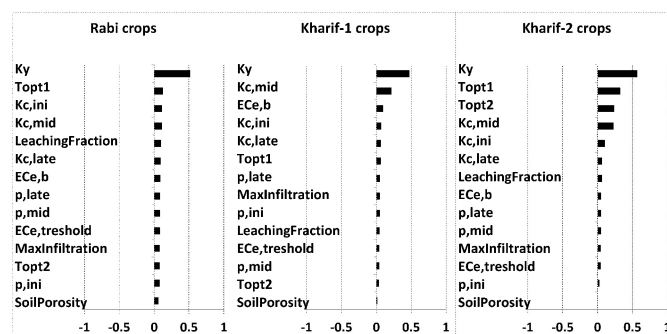 Rabi crops
Ky
Topt1
Kc,ini
Kc,mid
LeachingFraction
Kc,late
ECe,b
p,late
p,mid
ECe,treshold
MaxInfiltration
Topt2
p,ini
SoilPorosity
-1 -0.5 0 0.5 1
Kharif-1 crops
Ky
Kc,mid
ECe,b
Kc,ini
Kc,late
Topt1
p,late
MaxInfiltration
p,ini
LeachingFraction
ECe,treshold
p,mid
Topt2
SoilPorosity
-1 -0.5 0 0.5 1
Kharif-2 crops
Ky
Topt1
Topt2
Kc,mid
Kc,ini
Kc,late
LeachingFraction
ECe,b
p,late
p,mid
MaxInfiltration
ECe,treshold
p,ini
SoilPorosity
-1 -0.5 0 0.5 1